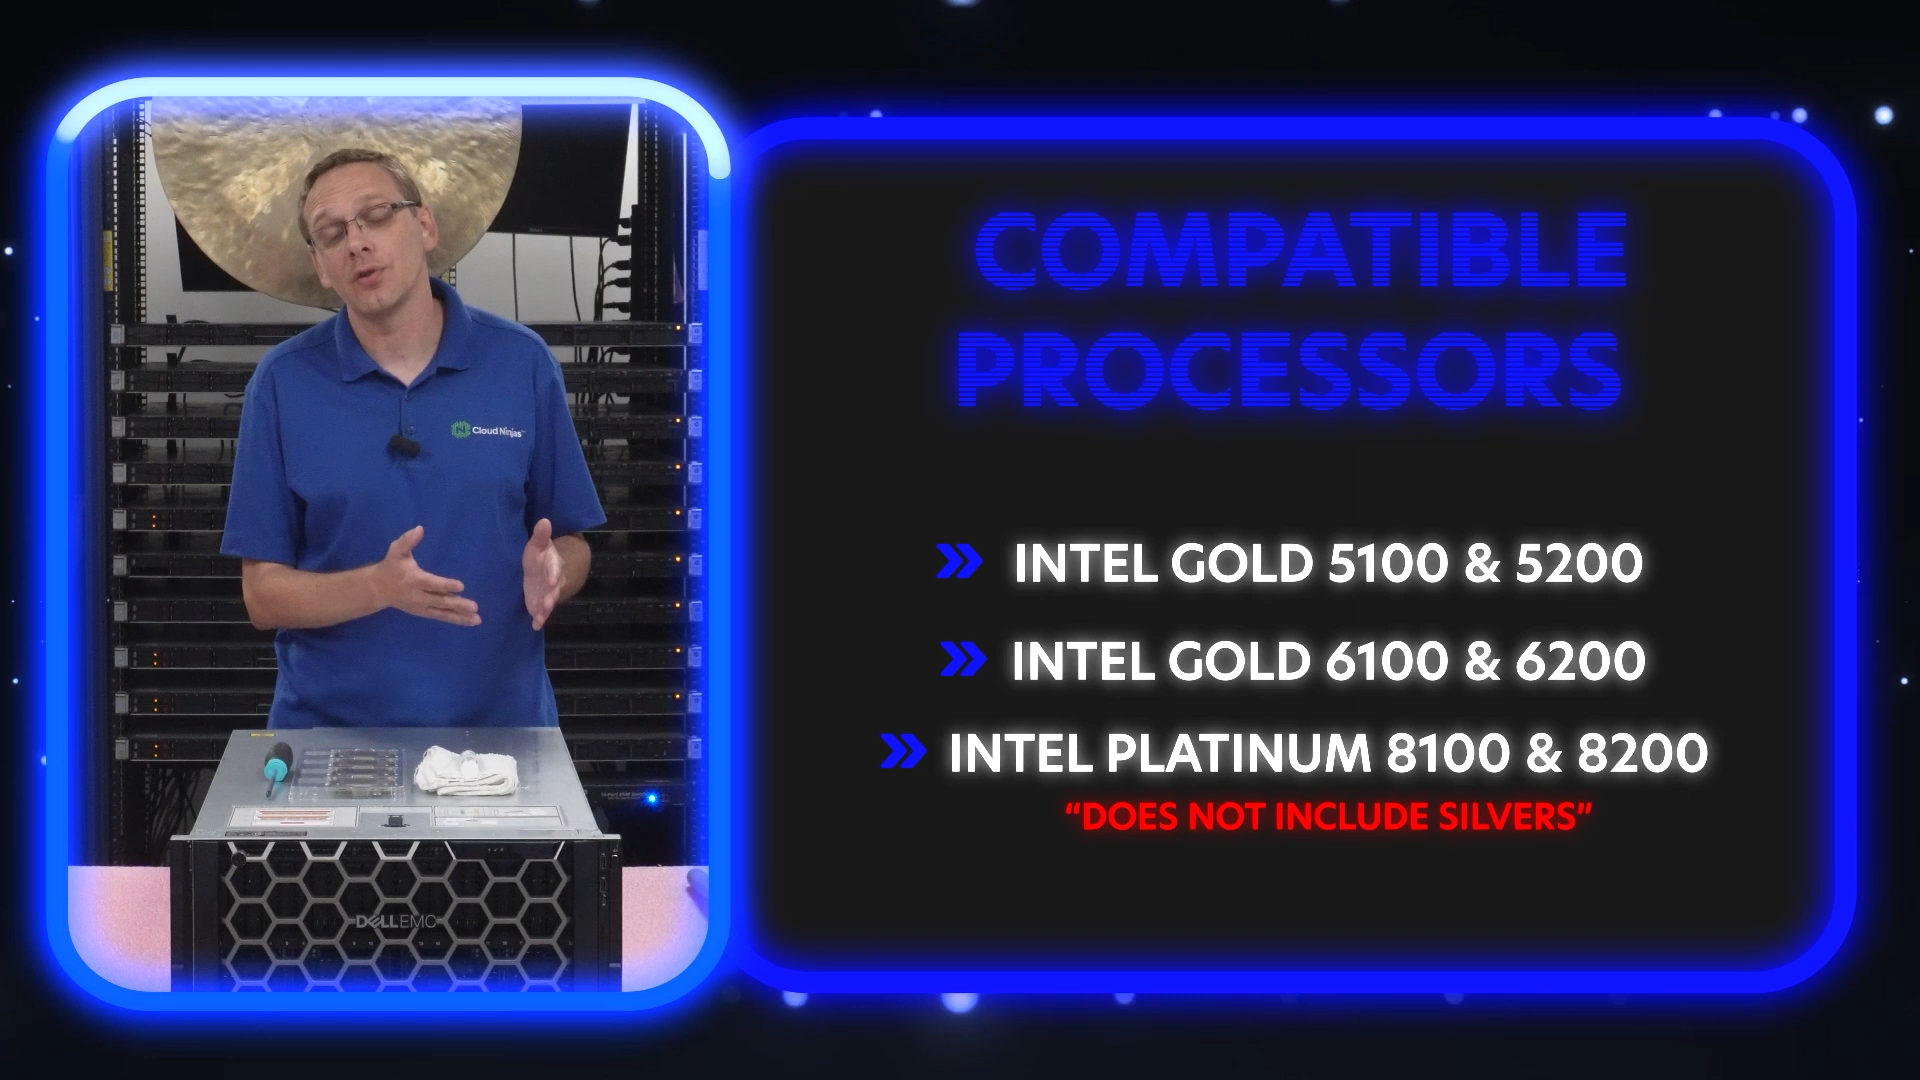 COMPATIBLE
PROCESSORS
INTEL GOLD 5100 & 5200
INTEL GOLD 6100 & 6200
INTEL PLATINUM 8100 & 8200
“DOES NOT INCLUDE SILVERS”
Cloud Ninjas
DELLEMC